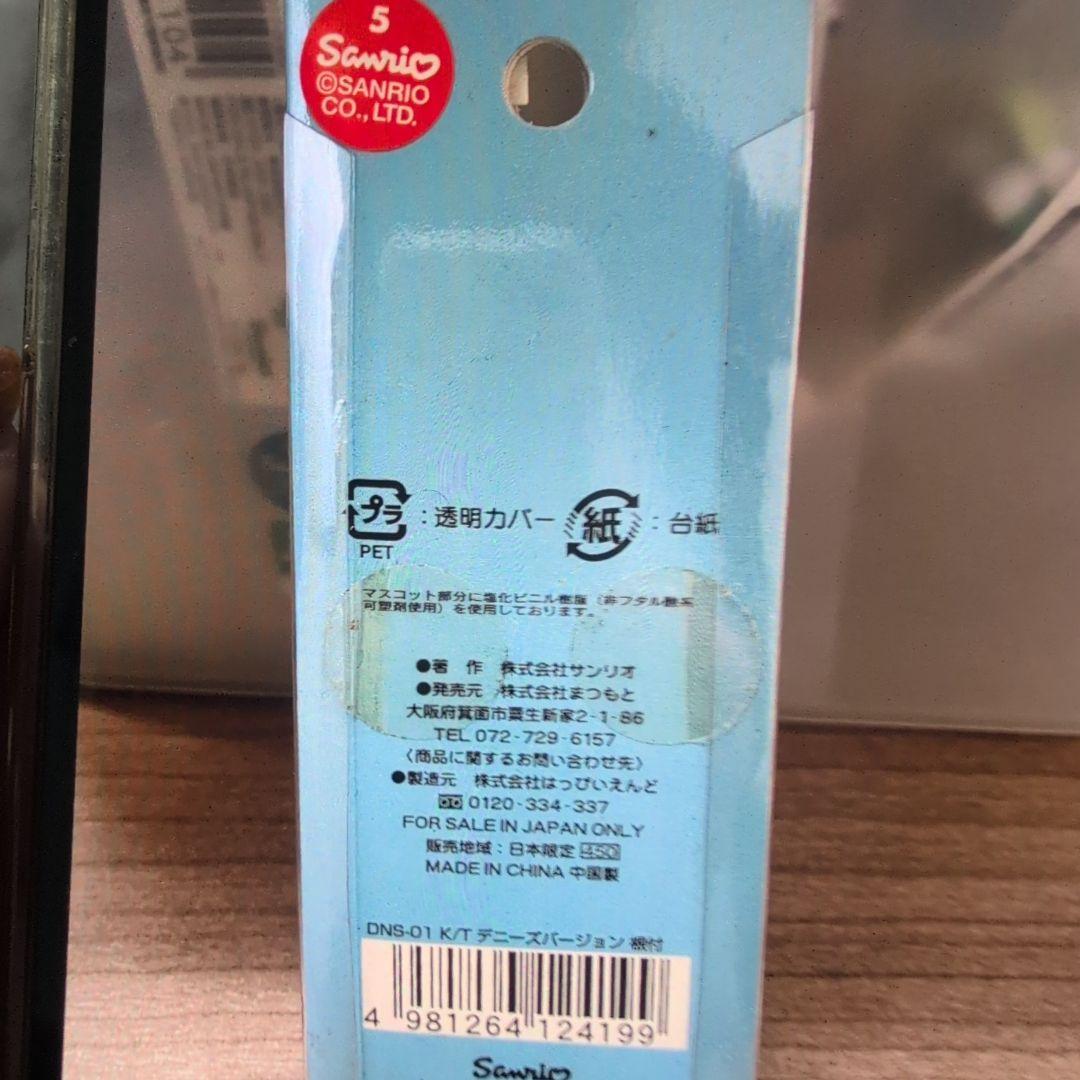 104
5
Sanrio
©SANRIO
CO., LTD.
プラ : 透明カバー 紙 : 台紙
PET
マスコット部分に塩化ビニル樹脂（非フタル酸系
可塑剤使用）を使用しております。
●著 作 株式会社サンリオ
●発売元 株式会社まつもと
大阪府箕面市粟生新家2-1-86
TEL 072-729-6157
〈商品に関するお問い合わせ先〉
●製造元 株式会社はっぴいえんど
0120-334-337
FOR SALE IN JAPAN ONLY
販売地域：日本限定 450
MADE IN CHINA 中国製
DNS-01 K/T デニーズバージョン 根付
4 981264 124199
Sanrio